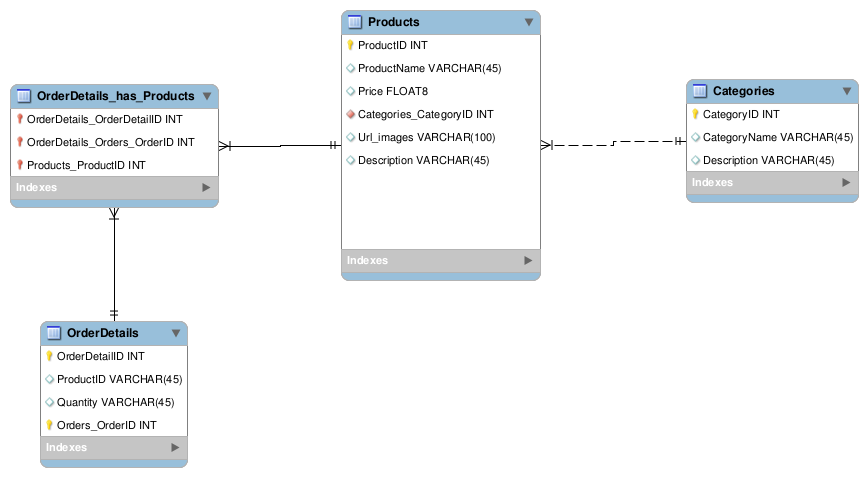 Products
ProductID INT
ProductName VARCHAR(45)
Price FLOAT8
Categories_CategoryID INT
Url_images VARCHAR(100)
Description VARCHAR(45)
Indexes
OrderDetails_has_Products
OrderDetails_OrderDetailID INT
OrderDetails_Orders_OrderID INT
Products_ProductID INT
Indexes
Categories
CategoryID INT
CategoryName VARCHAR(45)
Description VARCHAR(45)
Indexes
OrderDetails
OrderDetailID INT
ProductID VARCHAR(45)
Quantity VARCHAR(45)
Orders_OrderID INT
Indexes